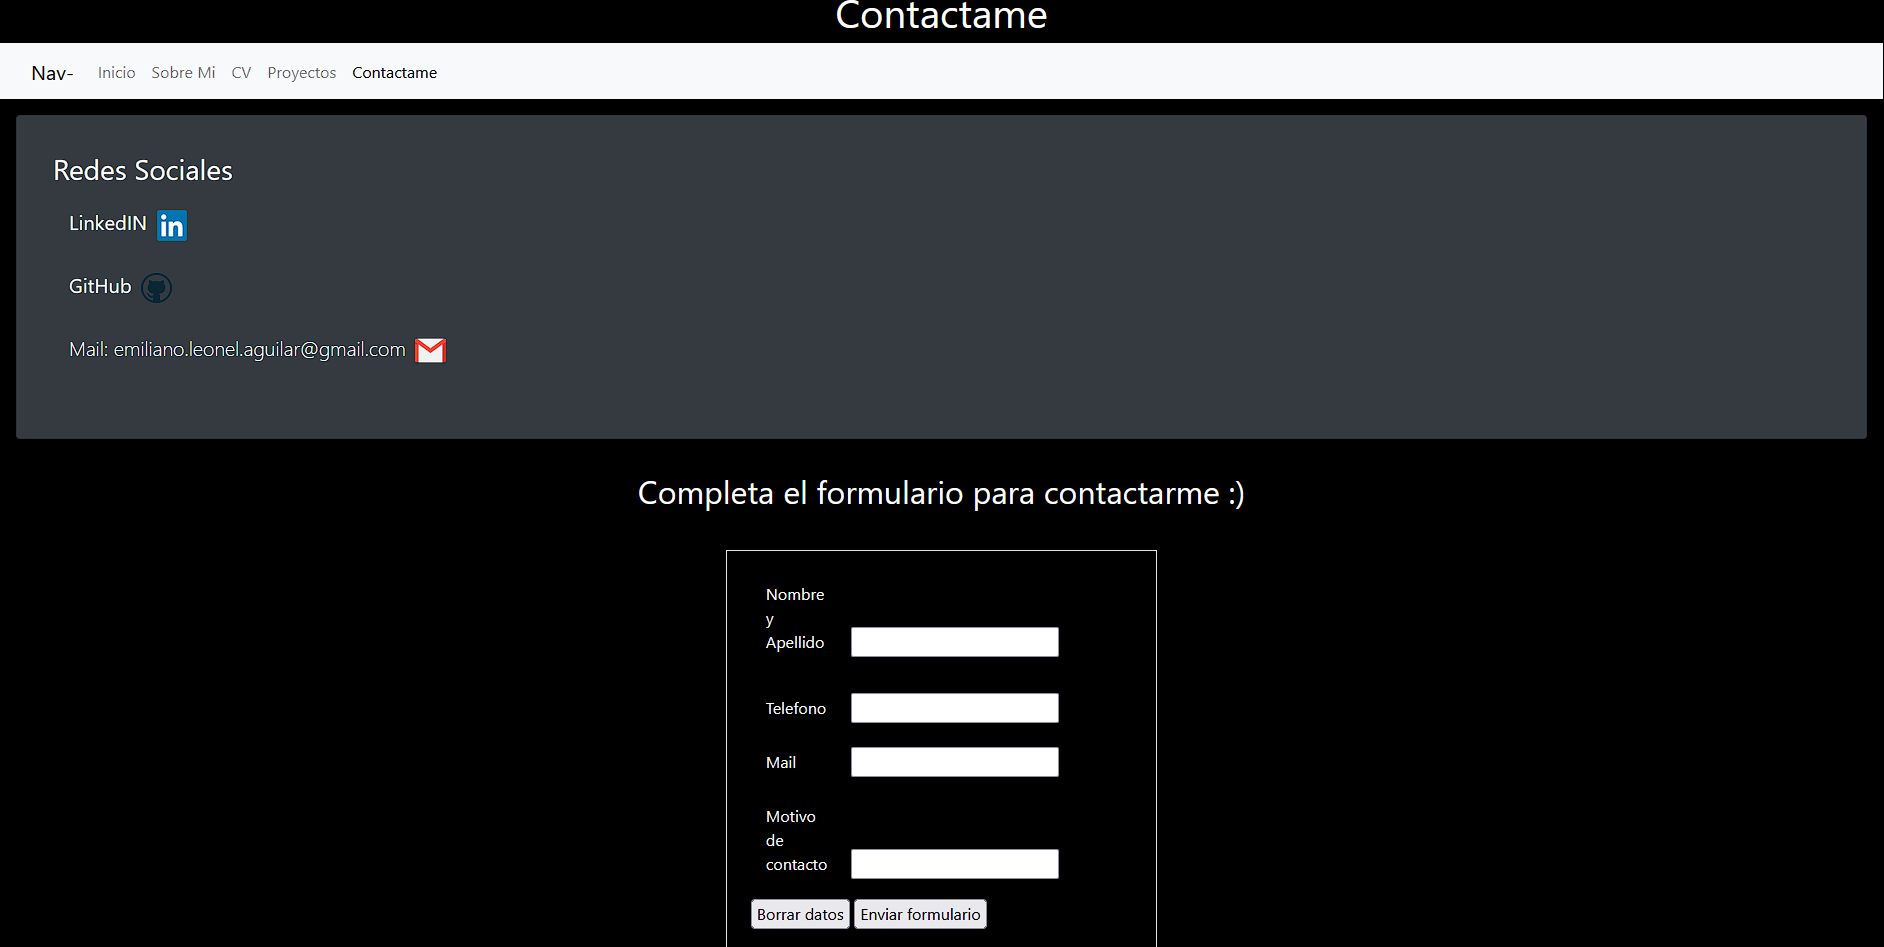 Contactame
Nav- Inicio Sobre Mi CV Proyectos Contactame
Redes Sociales
LinkedIN in
GitHub
Mail: emiliano.leonel.aguilar@gmail.com
Completa el formulario para contactarme :)
Nombre
y
Apellido
Telefono
Mail
Motivo
de
contacto
Borrar datos Enviar formulario